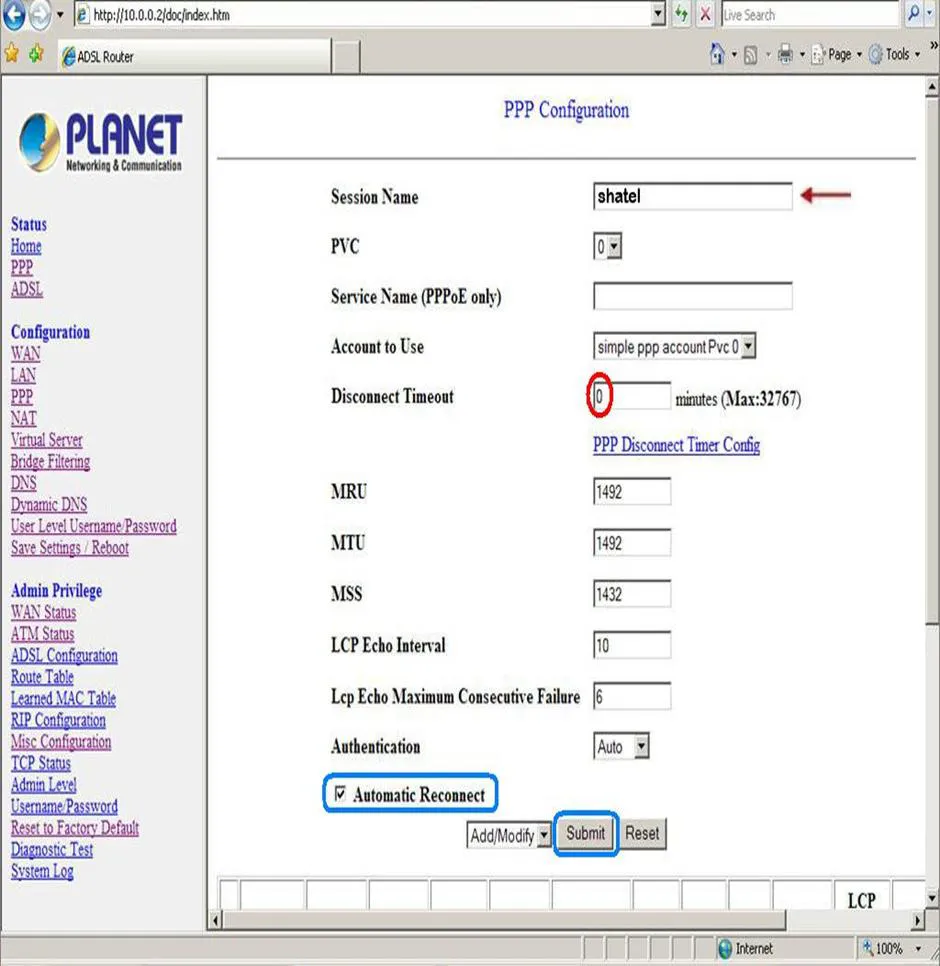 http://10.0.0.2/doc/index.htm
Live Search
ADSL Router
Page
Tools
PLANET
Networking & Communication
Status
Home
PPP
ADSL
Configuration
WAN
LAN
PPP
NAT
Virtual Server
Bridge Filtering
DNS
Dynamic DNS
User Level Username/Password
Save Settings / Reboot
Admin Privilege
WAN Status
ATM Status
ADSL Configuration
Route Table
Learned MAC Table
RIP Configuration
Misc Configuration
TCP Status
Admin Level
Username/Password
Reset to Factory Default
Diagnostic Test
System Log
PPP Configuration
Session Name shatel
PVC 0
Service Name (PPPoE only)
Account to Use simple ppp account Pvc 0
Disconnect Timeout 0 minutes (Max:32767)
PPP Disconnect Timer Config
MRU 1492
MTU 1492
MSS 1432
LCP Echo Interval 10
Lcp Echo Maximum Consecutive Failure 6
Authentication Auto
Automatic Reconnect
Add/Modify Submit Reset
LCP
Internet 100%